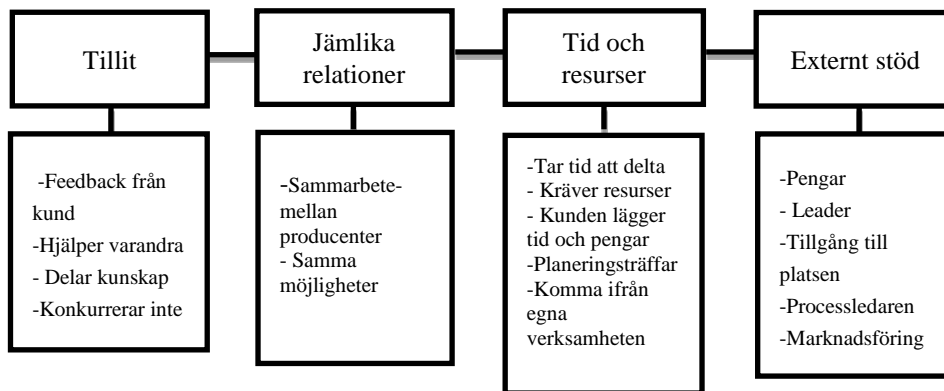 Tillit
Jämlika
relationer
Tid och
resurser
Externt stöd
-Feedback från
kund
-Hjälper varandra
- Delar kunskap
-Konkurrerar inte
-Sammarbete-
mellan
producenter
- Samma
möjligheter
-Tar tid att delta
- Kräver resurser
- Kunden lägger
tid och pengar
-Planeringsträffar
-Komma ifrån
egna
verksamheten
-Pengar
- Leader
-Tillgång till
platsen
-Processledaren
-Marknadsföring